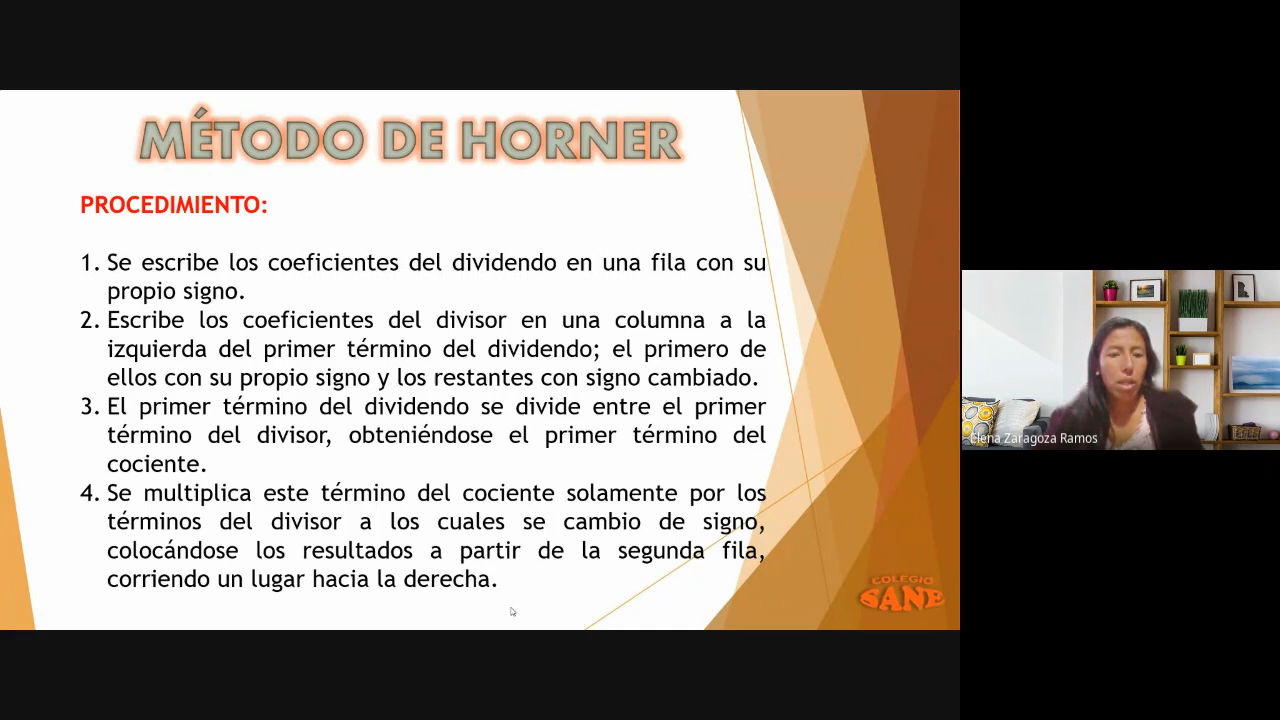 MÉTODO DE HORNER
PROCEDIMIENTO:
1. Se escribe los coeficientes del dividendo en una fila con su
propio signo.
2. Escribe los coeficientes del divisor en una columna a la
izquierda del primer término del dividendo; el primero de
ellos con su propio signo y los restantes con signo cambiado.
3. El primer término del dividendo se divide entre el primer
término del divisor, obteniéndose el primer término del
cociente.
4. Se multiplica este término del cociente solamente por los
términos del divisor a los cuales se cambio de signo,
colocándose los resultados a partir de la segunda fila,
corriendo un lugar hacia la derecha.
COLEGIO
SANE
Elena Zaragoza Ramos